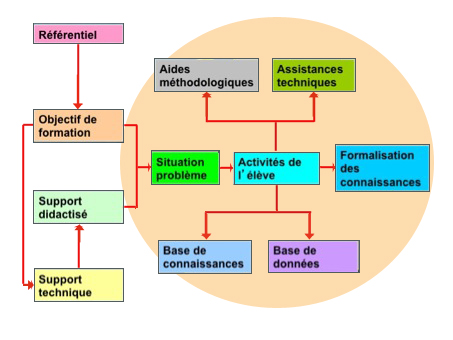 Référentiel
Aides
méthodologiques
Assistances
techniques
Objectif de
formation
Situation
problème
Activités de
l'élève
Formalisation
des
connaissances
Support
didactisé
Base de
connaissances
Base de
données
Support
technique